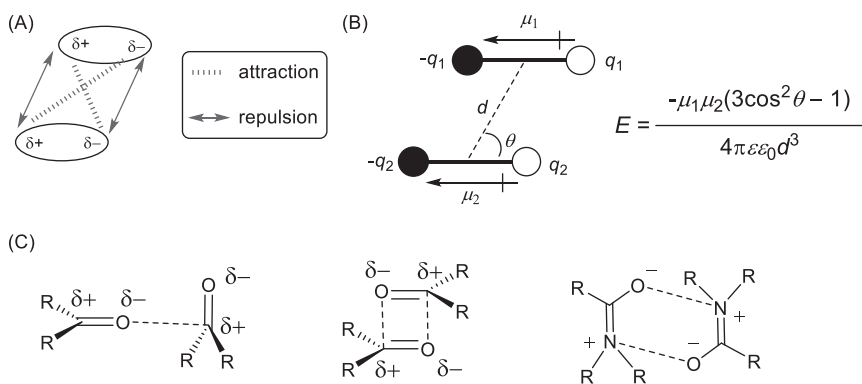 (A)
δ+ δ−
δ+ δ−
attraction
repulsion
(B)
μ1
-q1 q1
d
θ
-q2 q2
μ2
E = -μ1μ2(3cos²θ − 1)
4πεε0d³
(C)
O δ−
R δ+ δ−
O
R
δ+
R R
δ− δ+ R
O R
R
R O
δ+ δ−
R R
O − N
R +
+ N −
O R
R R